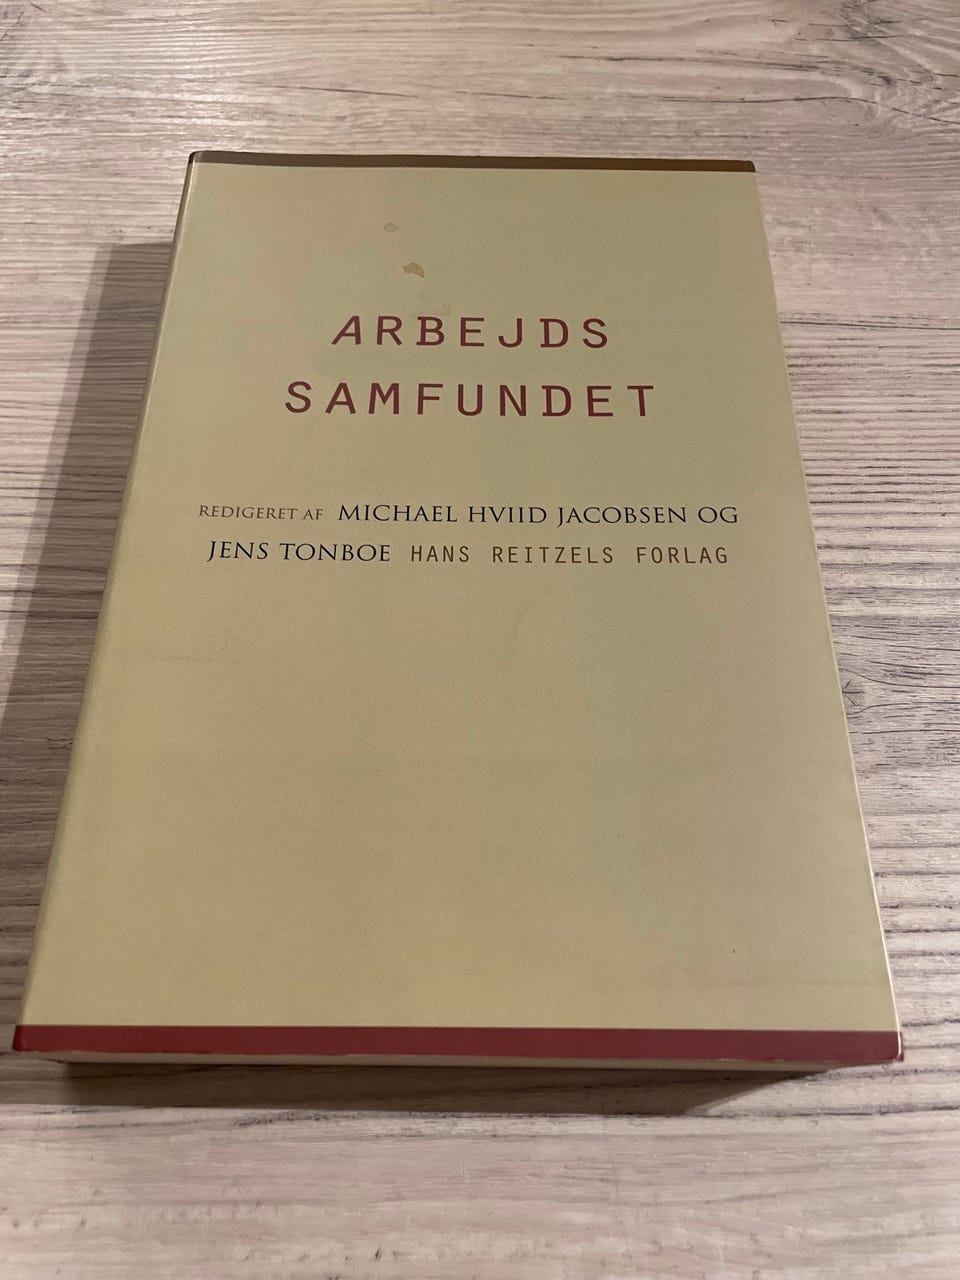 ARBEJDS
SAMFUNDET
REDIGERET AF MICHAEL HVIID JACOBSEN OG
JENS TONBOE HANS REITZELS FORLAG